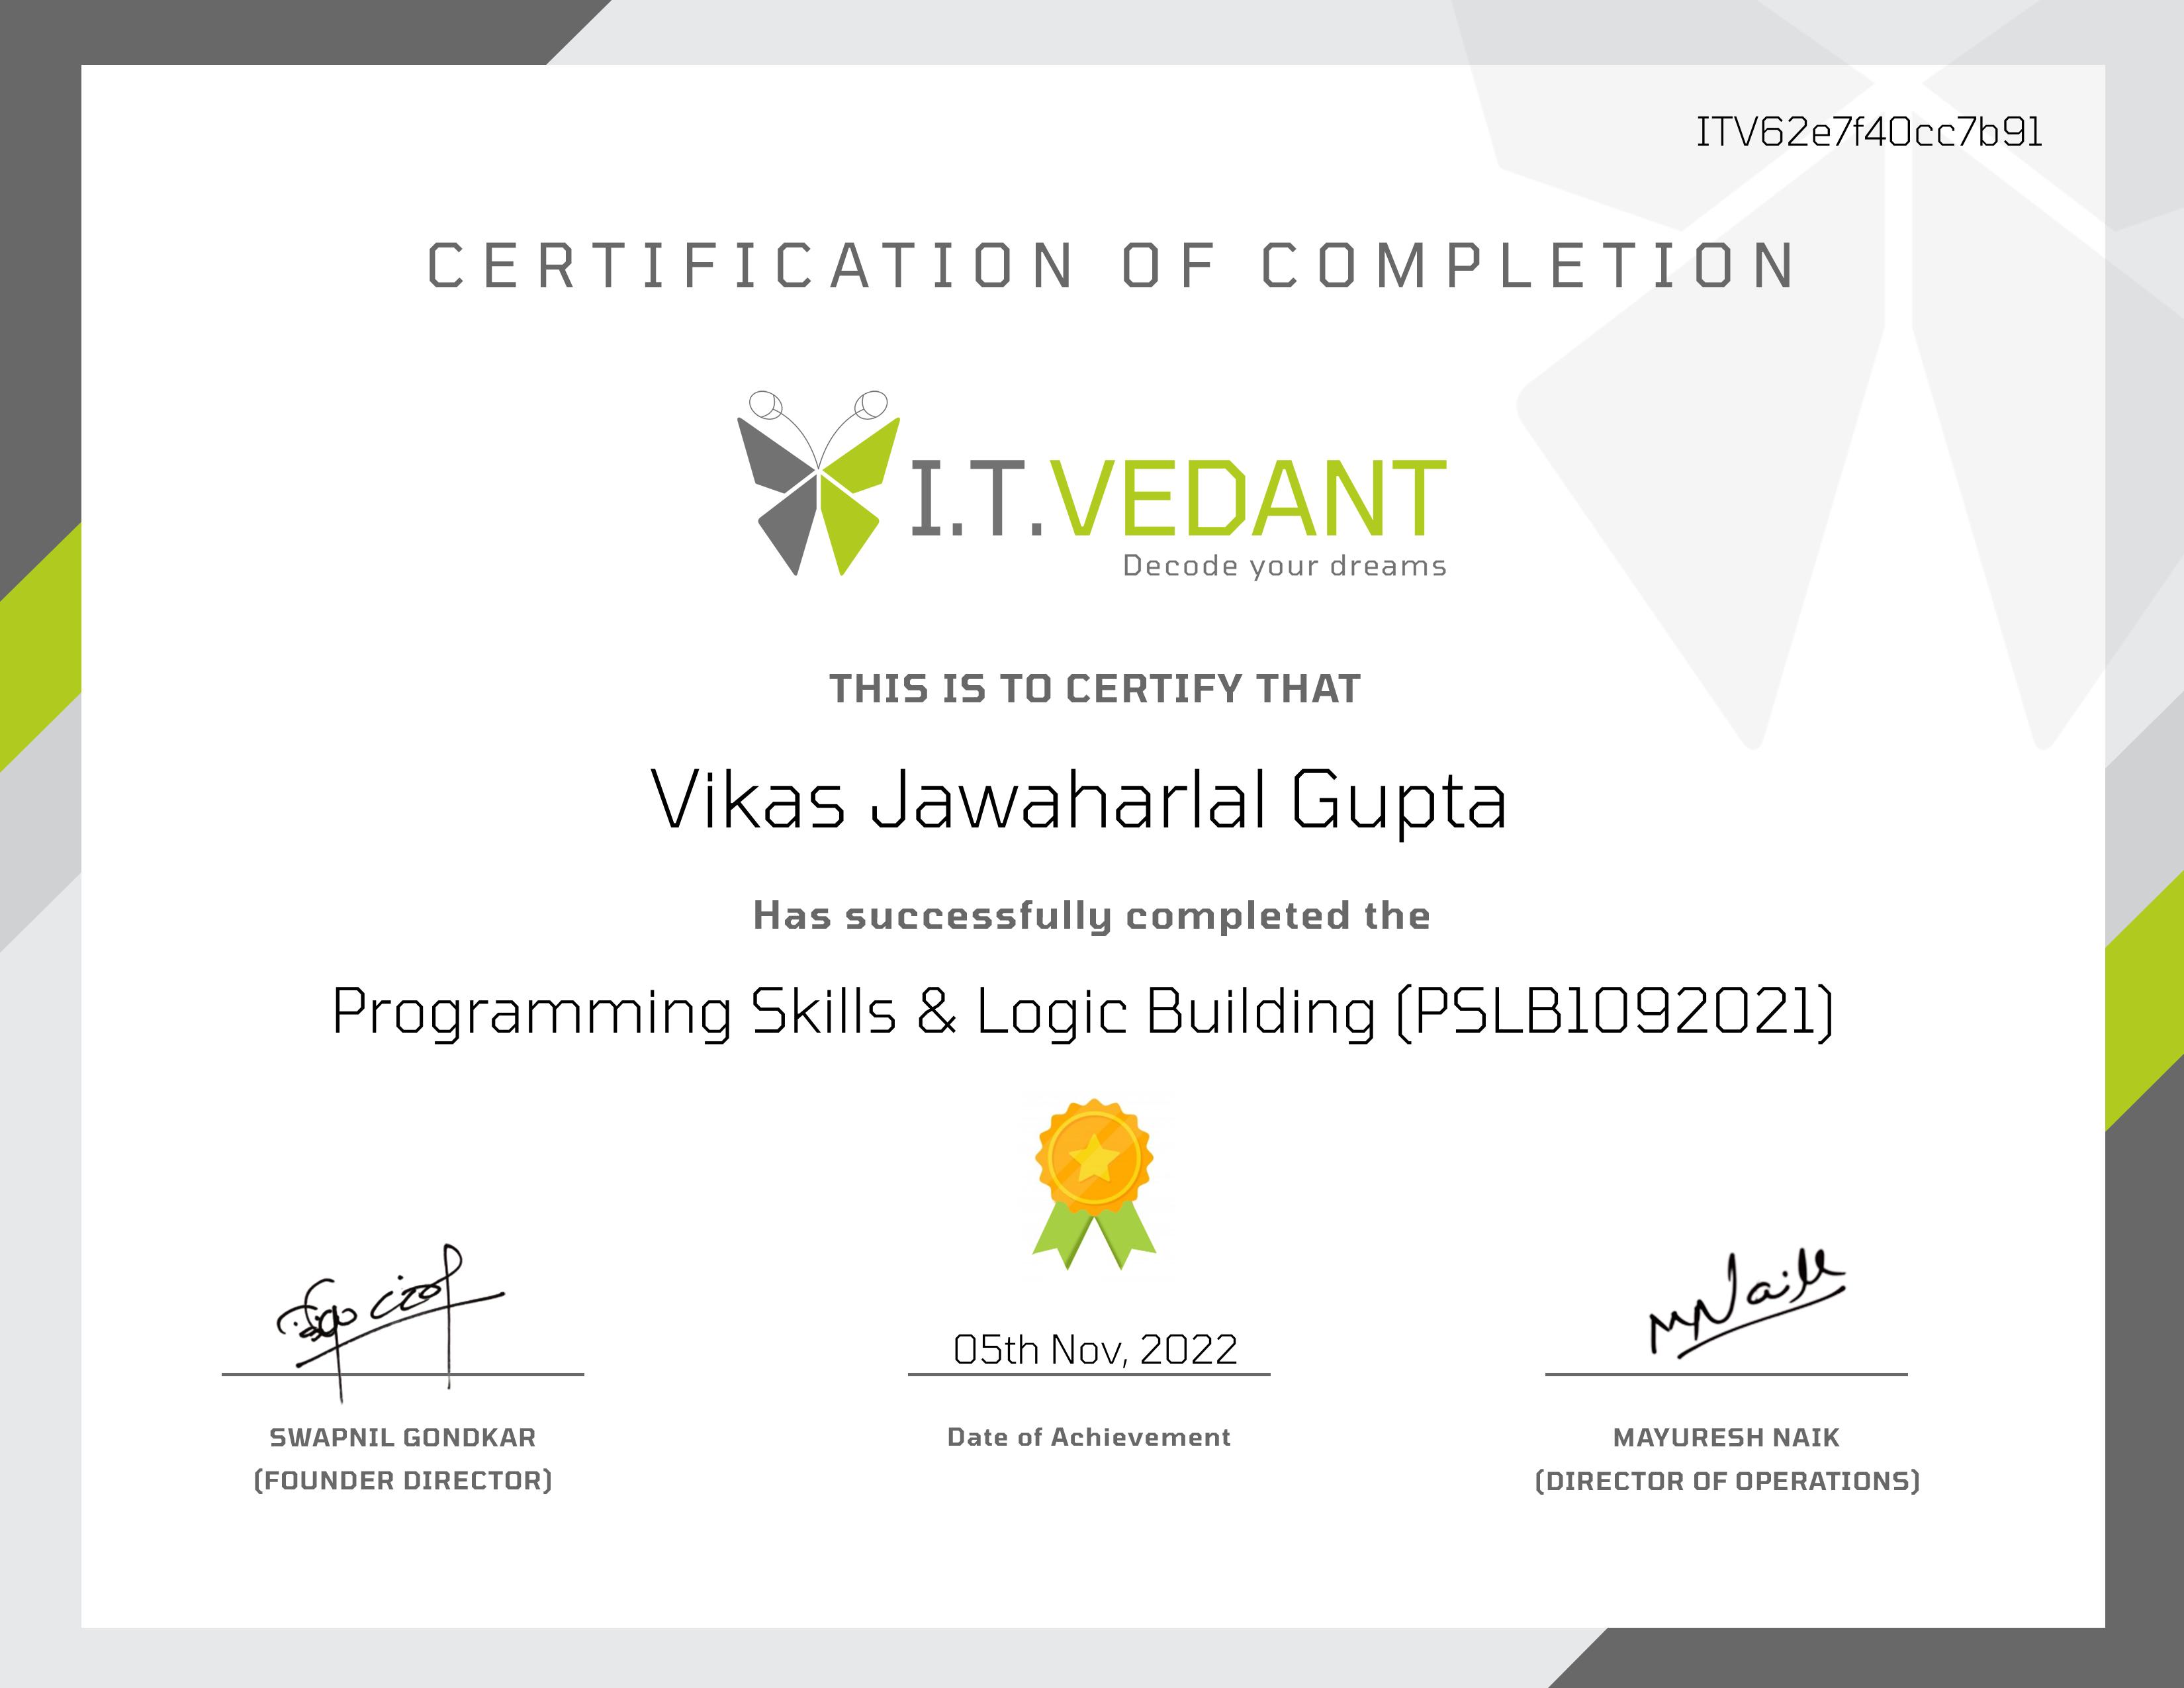 ITV62e7f40cc7b91
CERTIFICATION OF COMPLETION
I.T.VEDANT
Decode your dreams
THIS IS TO CERTIFY THAT
Vikas Jawaharlal Gupta
Has successfully completed the
Programming Skills & Logic Building (PSLB1092021)
05th Nov, 2022
SWAPNIL GONDKAR
(FOUNDER DIRECTOR)
Date of Achievement
MAYURESH NAIK
(DIRECTOR OF OPERATIONS)